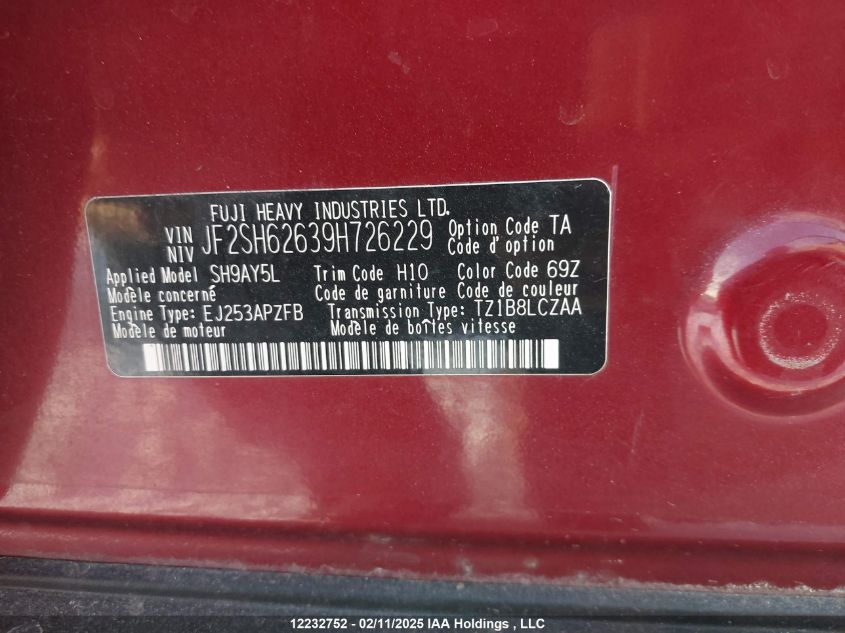 FUJI HEAVY INDUSTRIES LTD.
VIN NIV JF2SH62639H726229 Option Code TA
Code d'option
Applied Model SH9AY5L Trim Code H10 Color Code 69Z
Modèle concerné Code de garniture Code de couleur
Engine Type: EJ253APZFB Transmission Type: TZ1B8LCZAA
Modèle de moteur Modèle de boîtes vitesse
12232752 - 02/11/2025 IAA Holdings , LLC